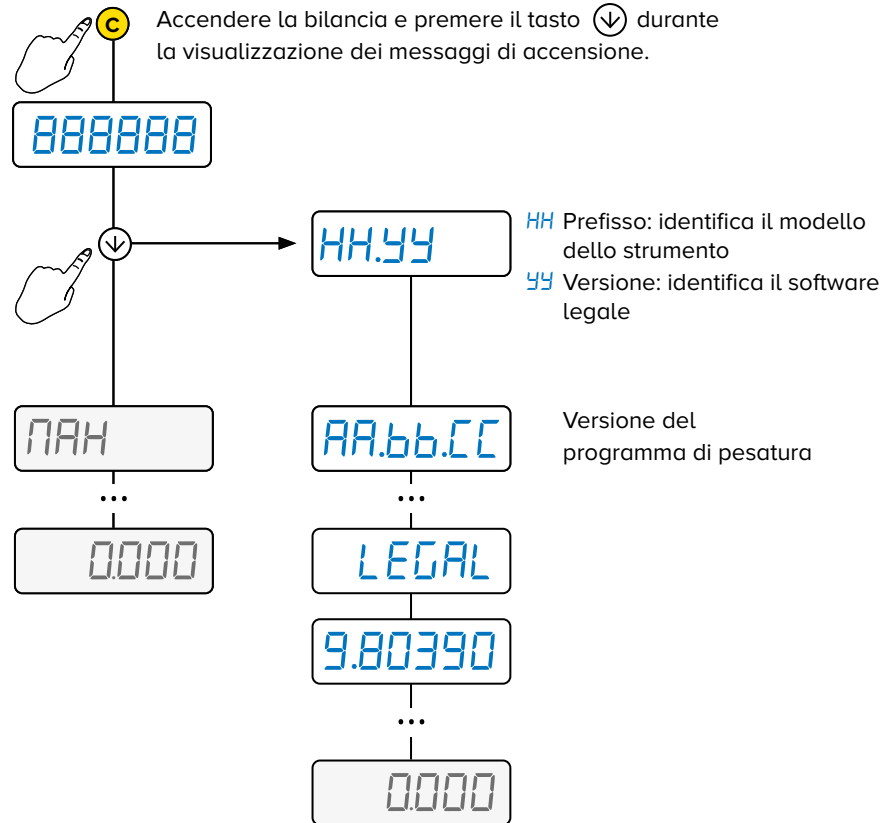 C
Accendere la bilancia e premere il tasto durante
la visualizzazione dei messaggi di accensione.
888888
HH.YY
HH Prefisso: identifica il modello
dello strumento
YY Versione: identifica il software
legale
MAH
AA.bb.CC
Versione del
programma di pesatura
...
...
0.000
LEGAL
9.80390
...
0.000